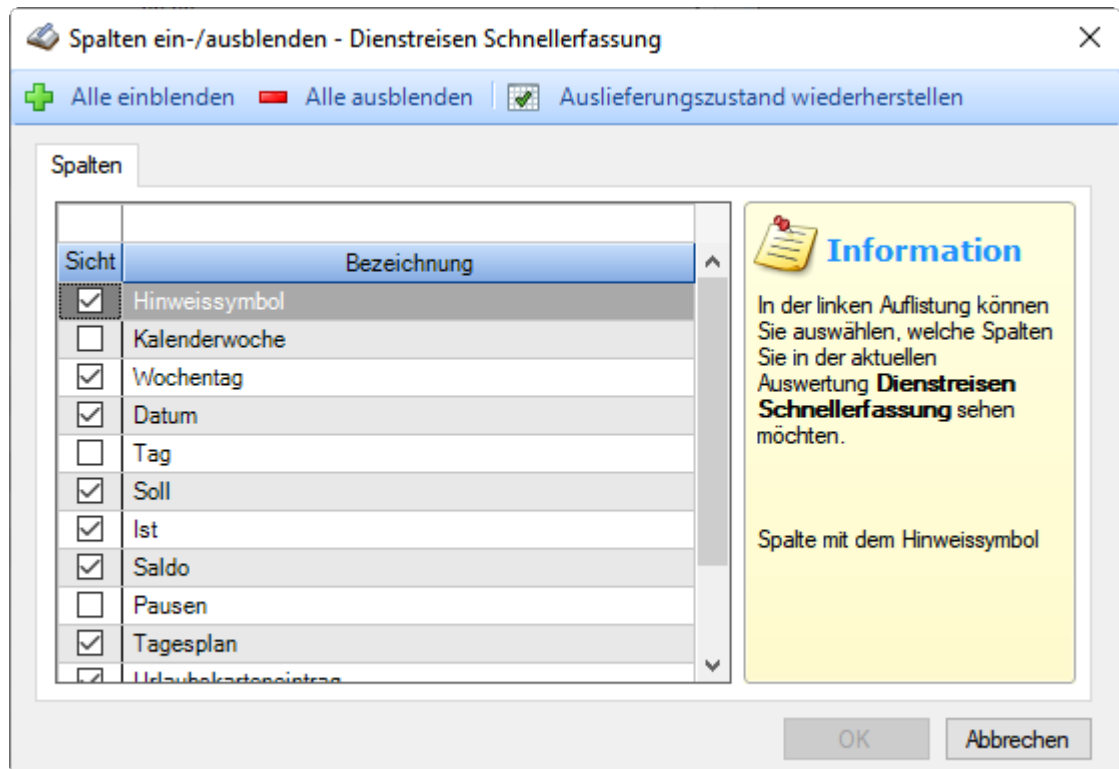 Spalten ein-/ausblenden - Dienstreisen Schnellerfassung
Alle einblenden Alle ausblenden Auslieferungszustand wiederherstellen
Spalten
Sicht Bezeichnung
Hinweissymbol
Kalenderwoche
Wochentag
Datum
Tag
Soll
Ist
Saldo
Pausen
Tagesplan
Urlaubskarteneintrag
Information
In der linken Auflistung können
Sie auswählen, welche Spalten
Sie in der aktuellen
Auswertung Dienstreisen
Schnellerfassung sehen
möchten.
Spalte mit dem Hinweissymbol
OK Abbrechen